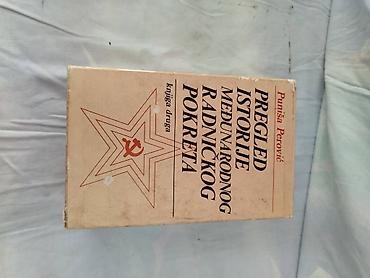 Puniša Perović
PREGLED
ISTORIJE
MEĐUNARODNOG
RADNIČKOG
POKRETA
knjiga druga